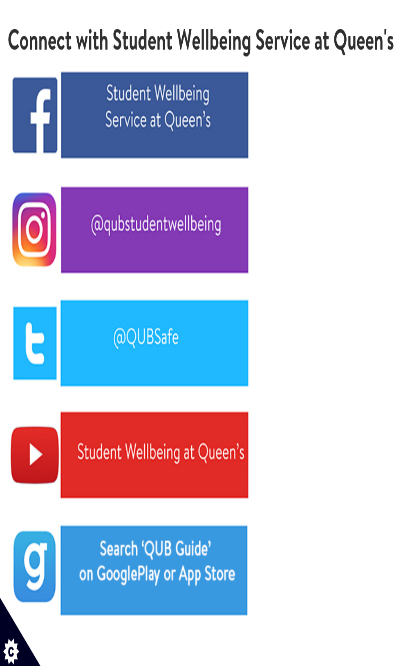 Connect with Student Wellbeing Service at Queen's
Student Wellbeing
Service at Queen's
@qubstudentwellbeing
@QUBSafe
Student Wellbeing at Queen's
Search ‘QUB Guide’
on GooglePlay or App Store